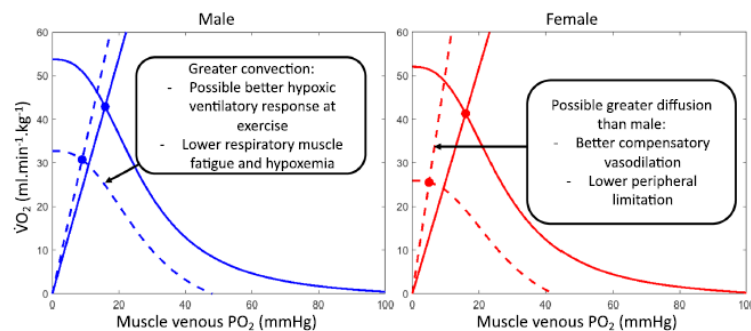 Male
Female
60
50
40
30
20
10
0
V̇O₂ (ml.min⁻¹.kg⁻¹)
Greater convection:
- Possible better hypoxic
ventilatory response at
exercise
- Lower respiratory muscle
fatigue and hypoxemia
0
20
40
60
80
100
Muscle venous PO₂ (mmHg)
60
50
40
30
20
10
0
Possible greater diffusion
than male:
- Better compensatory
vasodilation
- Lower peripheral
limitation
0
20
40
60
80
100
Muscle venous PO₂ (mmHg)